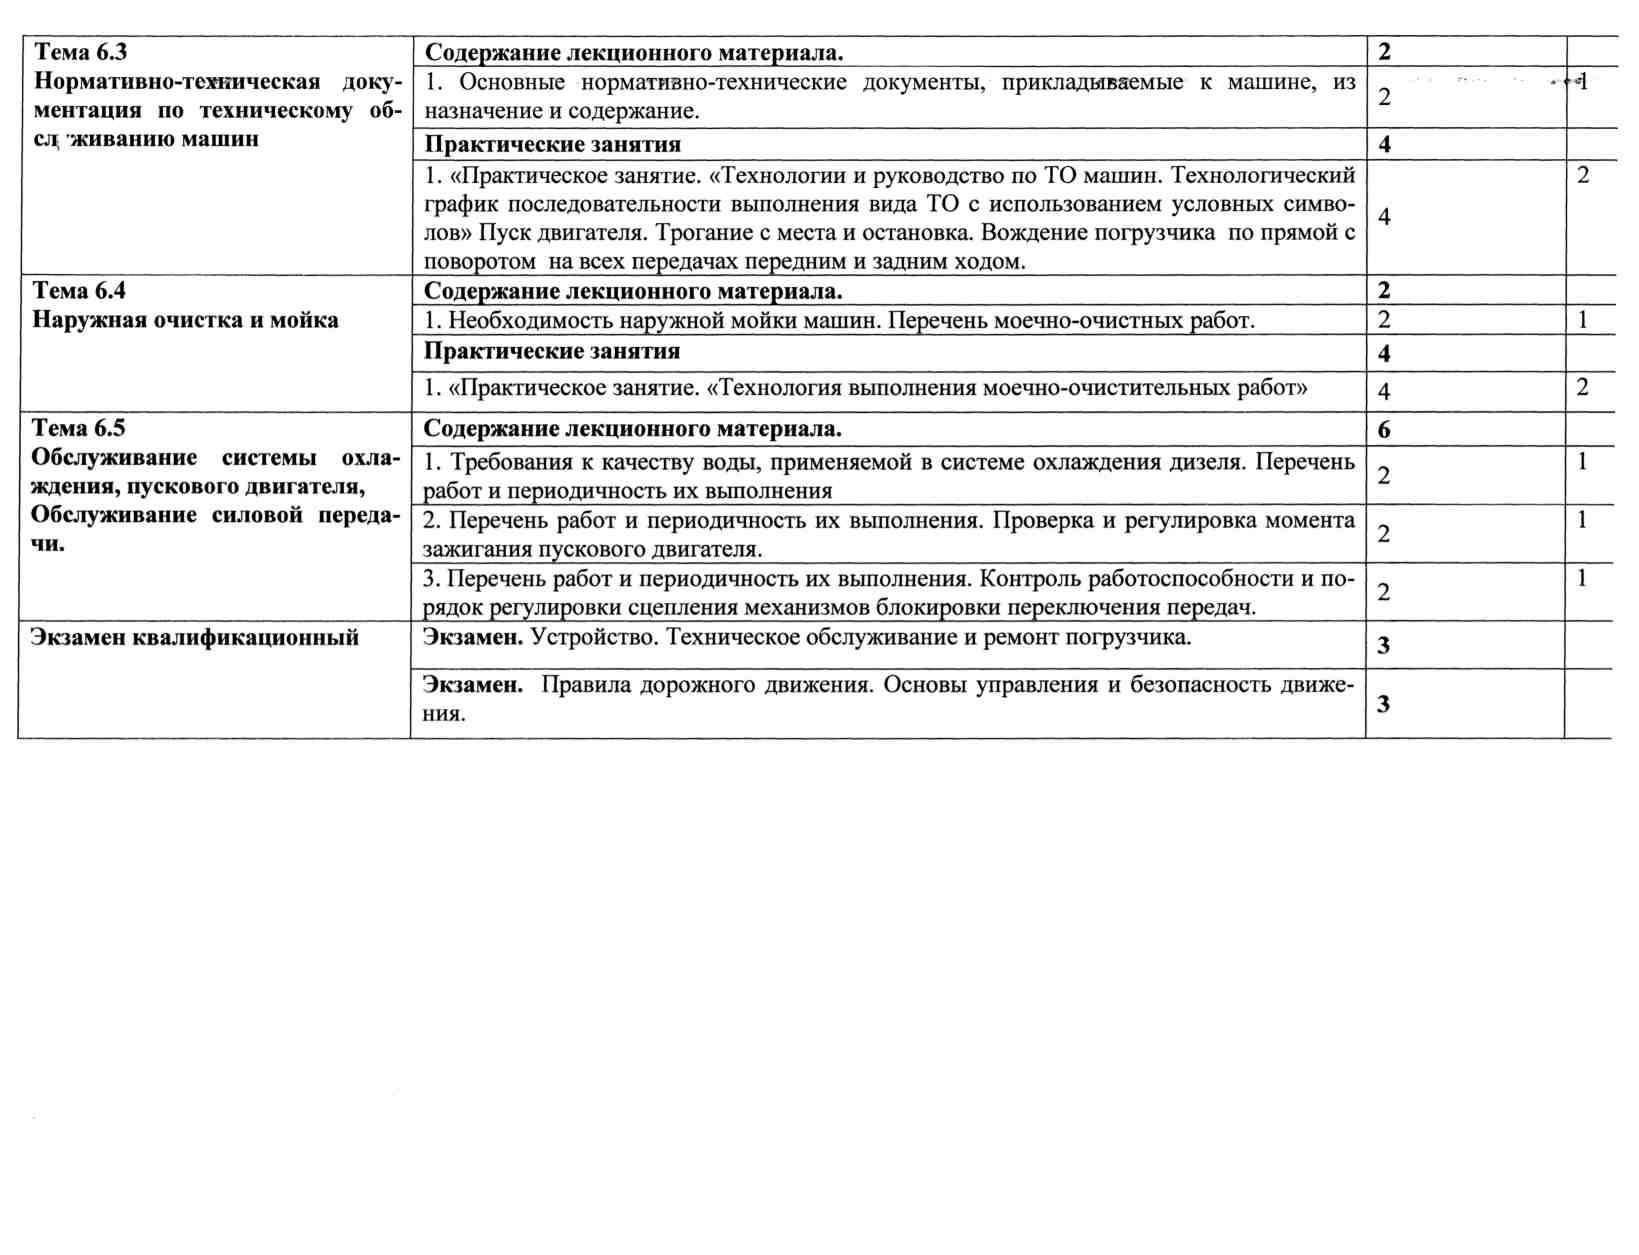 Тема 6.3
Нормативно-техническая доку-
ментация по техническому об-
служиванию машин
Содержание лекционного материала.
2
1. Основные нормативно-технические документы, прикладываемые к машине, из
назначение и содержание.
2
1
Практические занятия
4
1. «Практическое занятие. «Технологии и руководство по ТО машин. Технологический
график последовательности выполнения вида ТО с использованием условных симво-
лов» Пуск двигателя. Трогание с места и остановка. Вождение погрузчика по прямой с
поворотом на всех передачах передним и задним ходом.
4
2
Тема 6.4
Наружная очистка и мойка
Содержание лекционного материала.
2
1. Необходимость наружной мойки машин. Перечень моечно-очистных работ.
2
1
Практические занятия
4
1. «Практическое занятие. «Технология выполнения моечно-очистительных работ»
4
2
Тема 6.5
Обслуживание системы охла-
ждения, пускового двигателя,
Обслуживание силовой переда-
чи.
Содержание лекционного материала.
6
1. Требования к качеству воды, применяемой в системе охлаждения дизеля. Перечень
работ и периодичность их выполнения
2
1
2. Перечень работ и периодичность их выполнения. Проверка и регулировка момента
зажигания пускового двигателя.
2
1
3. Перечень работ и периодичность их выполнения. Контроль работоспособности и по-
рядок регулировки сцепления механизмов блокировки переключения передач.
2
1
Экзамен квалификационный
Экзамен. Устройство. Техническое обслуживание и ремонт погрузчика.
3
Экзамен. Правила дорожного движения. Основы управления и безопасность движе-
ния.
3